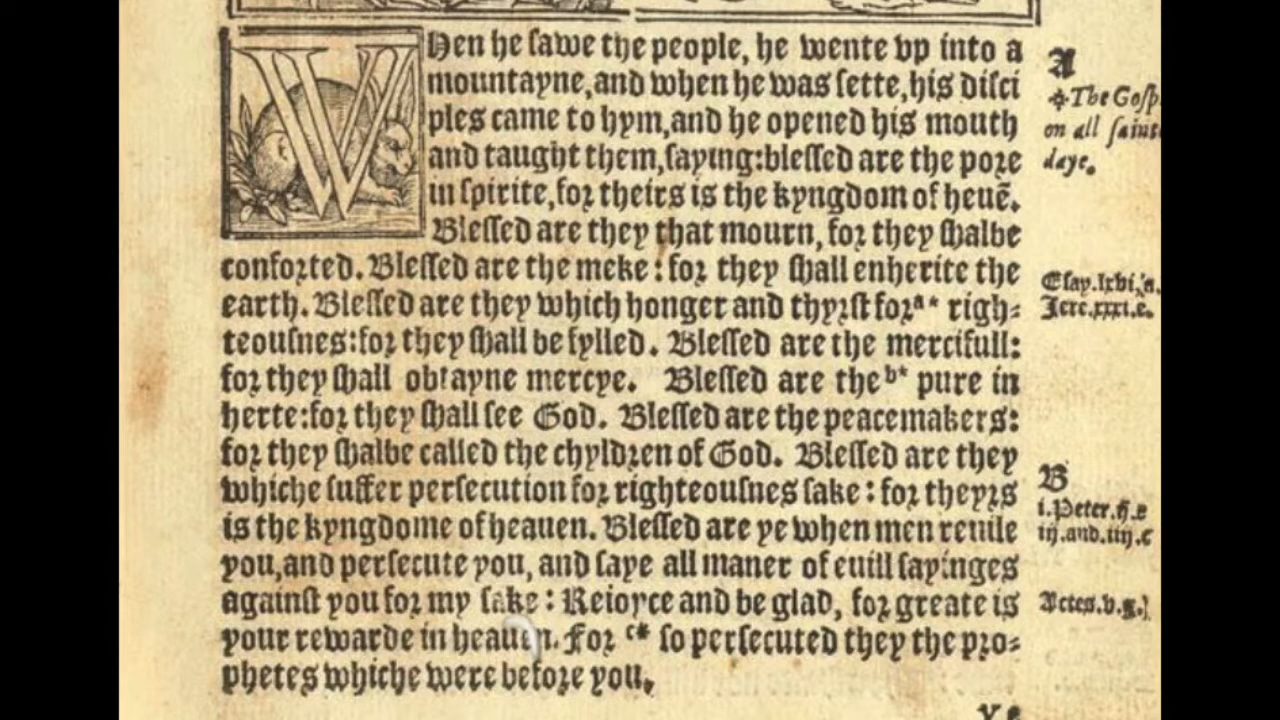 WHen he sawe the people, he wente vp into a
mountayne, and when he was sette, his disci
ples came to hym, and he opened his mouth
and taught them, saying: blessed are the pore
in spirite, for theirs is the kyngdom of heuẽ.
Blessed are they that mourn, for they shalbe
conforted. Blessed are the meke: for they shall enherite the
earth. Blessed are they which honger and thyrst for a* righ=
teousnes: for they shall be fylled. Blessed are the mercifull:
for they shall obtayne mercye. Blessed are the b* pure in
herte: for they shall see God. Blessed are the peacemakers:
for they shalbe called the chyldren of God. Blessed are they
whiche suffer persecution for righteousnes sake: for theyrs
is the kyngdome of heauen. Blessed are ye when men reuile
you, and persecute you, and saye all maner of euill sayinges
against you for my sake: Reioyce and be glad, for greate is
your rewarde in heauen. For c* so persecuted they the pro=
phetes whiche were before you.
A
✣ The Gosp
on all saint
daye.
Esay.lxvi.a.
Jere.xxxi.e.
B
i.Peter.ij.e
iij.and.iiij.c
Actes.v.g.
Ye